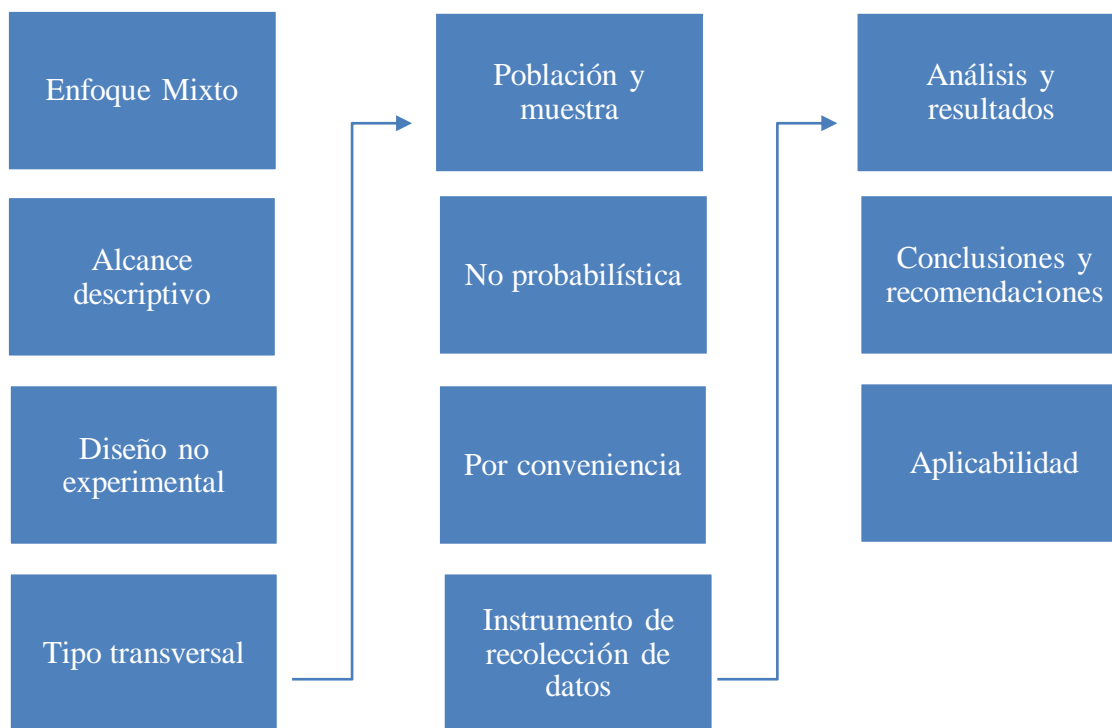 Enfoque Mixto
Alcance
descriptivo
Diseño no
experimental
Tipo transversal
Población y
muestra
No probabilística
Por conveniencia
Instrumento de
recolección de
datos
Análisis y
resultados
Conclusiones y
recomendaciones
Aplicabilidad